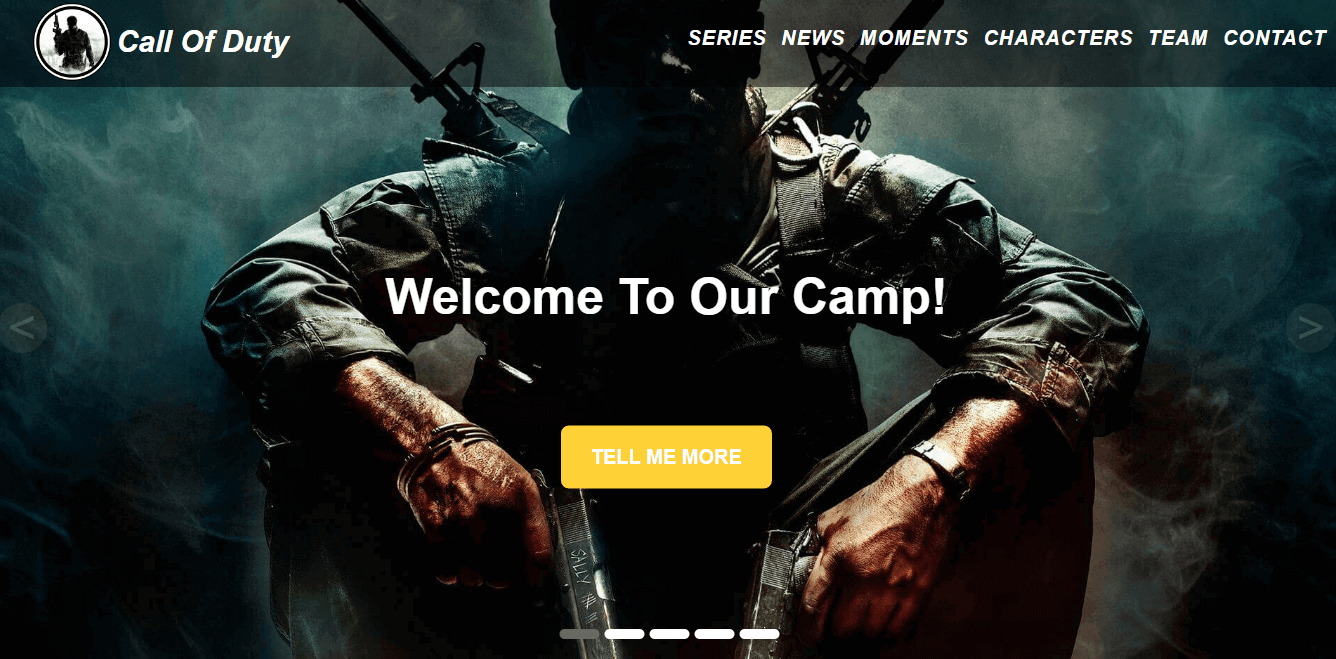 Call Of Duty
SERIES NEWS MOMENTS CHARACTERS TEAM CONTACT
Welcome To Our Camp!
<
>
TELL ME MORE
SALLY